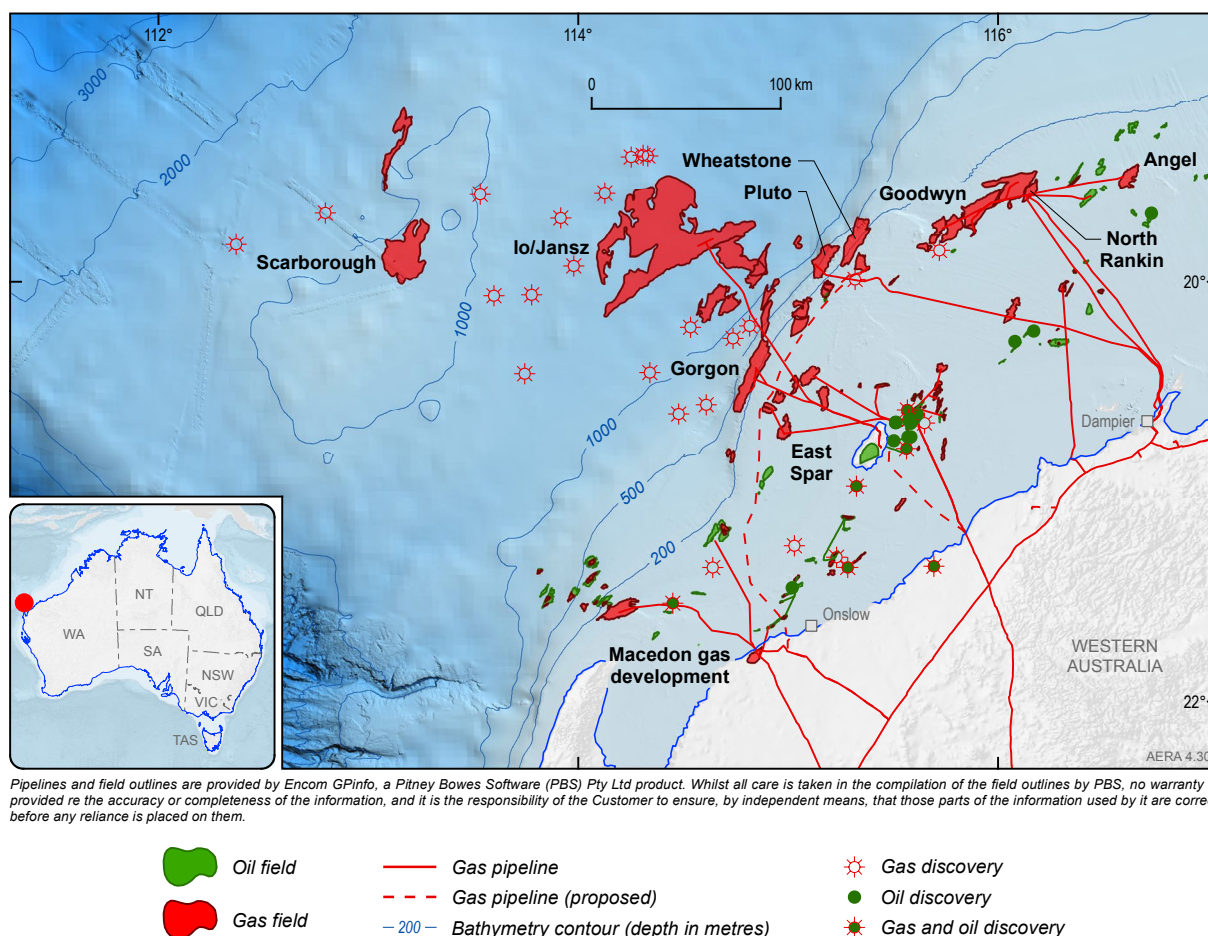 112°
114°
116°
0
100 km
3000
2000
1000
1000
500
200
Wheatstone
Pluto
Goodwyn
Angel
North
Rankin
Io/Jansz
Scarborough
20°
Gorgon
East
Spar
Dampier
Onslow
Macedon gas
development
WESTERN
AUSTRALIA
22°
AERA 4.30
NT
QLD
WA
SA
NSW
VIC
TAS
Pipelines and field outlines are provided by Encom GPinfo, a Pitney Bowes Software (PBS) Pty Ltd product. Whilst all care is taken in the compilation of the field outlines by PBS, no warranty
provided re the accuracy or completeness of the information, and it is the responsibility of the Customer to ensure, by independent means, that those parts of the information used by it are corre
before any reliance is placed on them.
Oil field
Gas pipeline
Gas discovery
Gas pipeline (proposed)
Oil discovery
Gas field
200
Bathymetry contour (depth in metres)
Gas and oil discovery